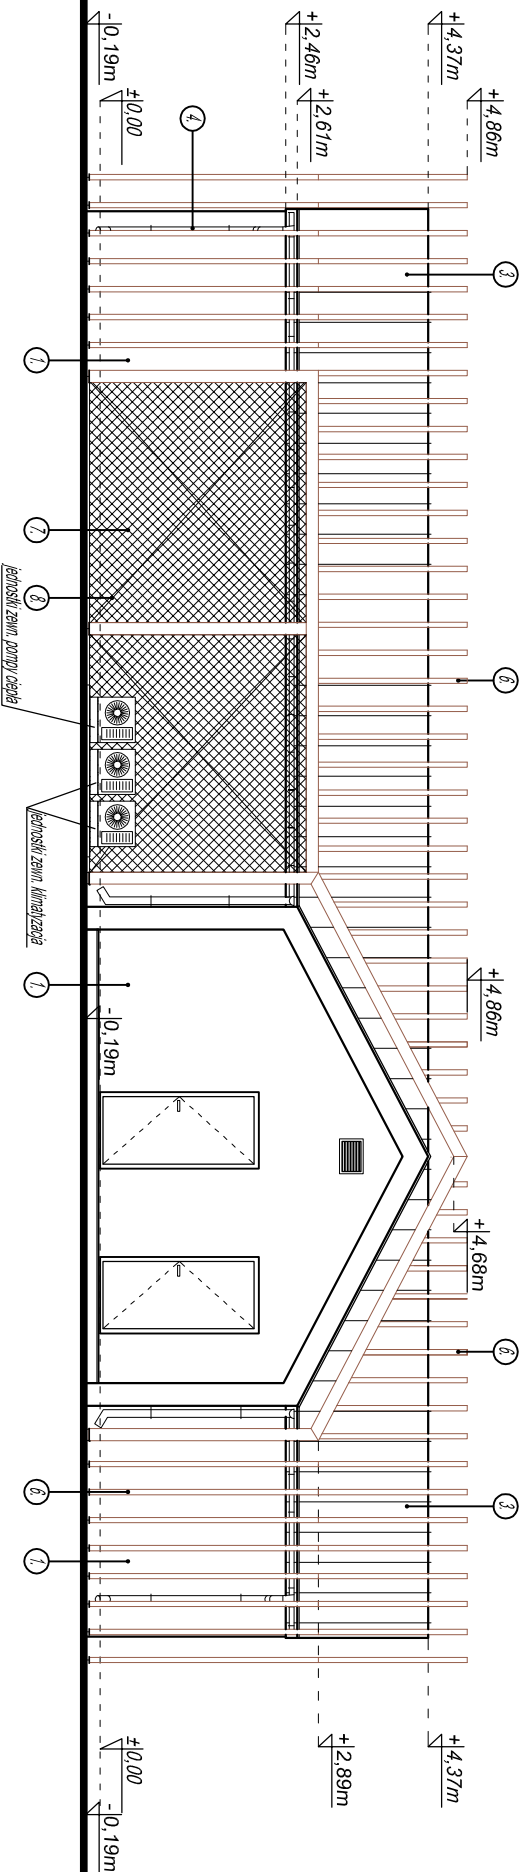 -0,19m
±0,00
+2,46m
+2,61m
+4,37m
+4,86m
4.
3.
1.
7.
8.
6.
jednostki zewn. pompy ciepła
jednostki zewn. klimatyzacja
1.
-0,19m
+4,86m
+4,68m
6.
6.
3.
1.
±0,00
-0,19m
+2,89m
+4,37m